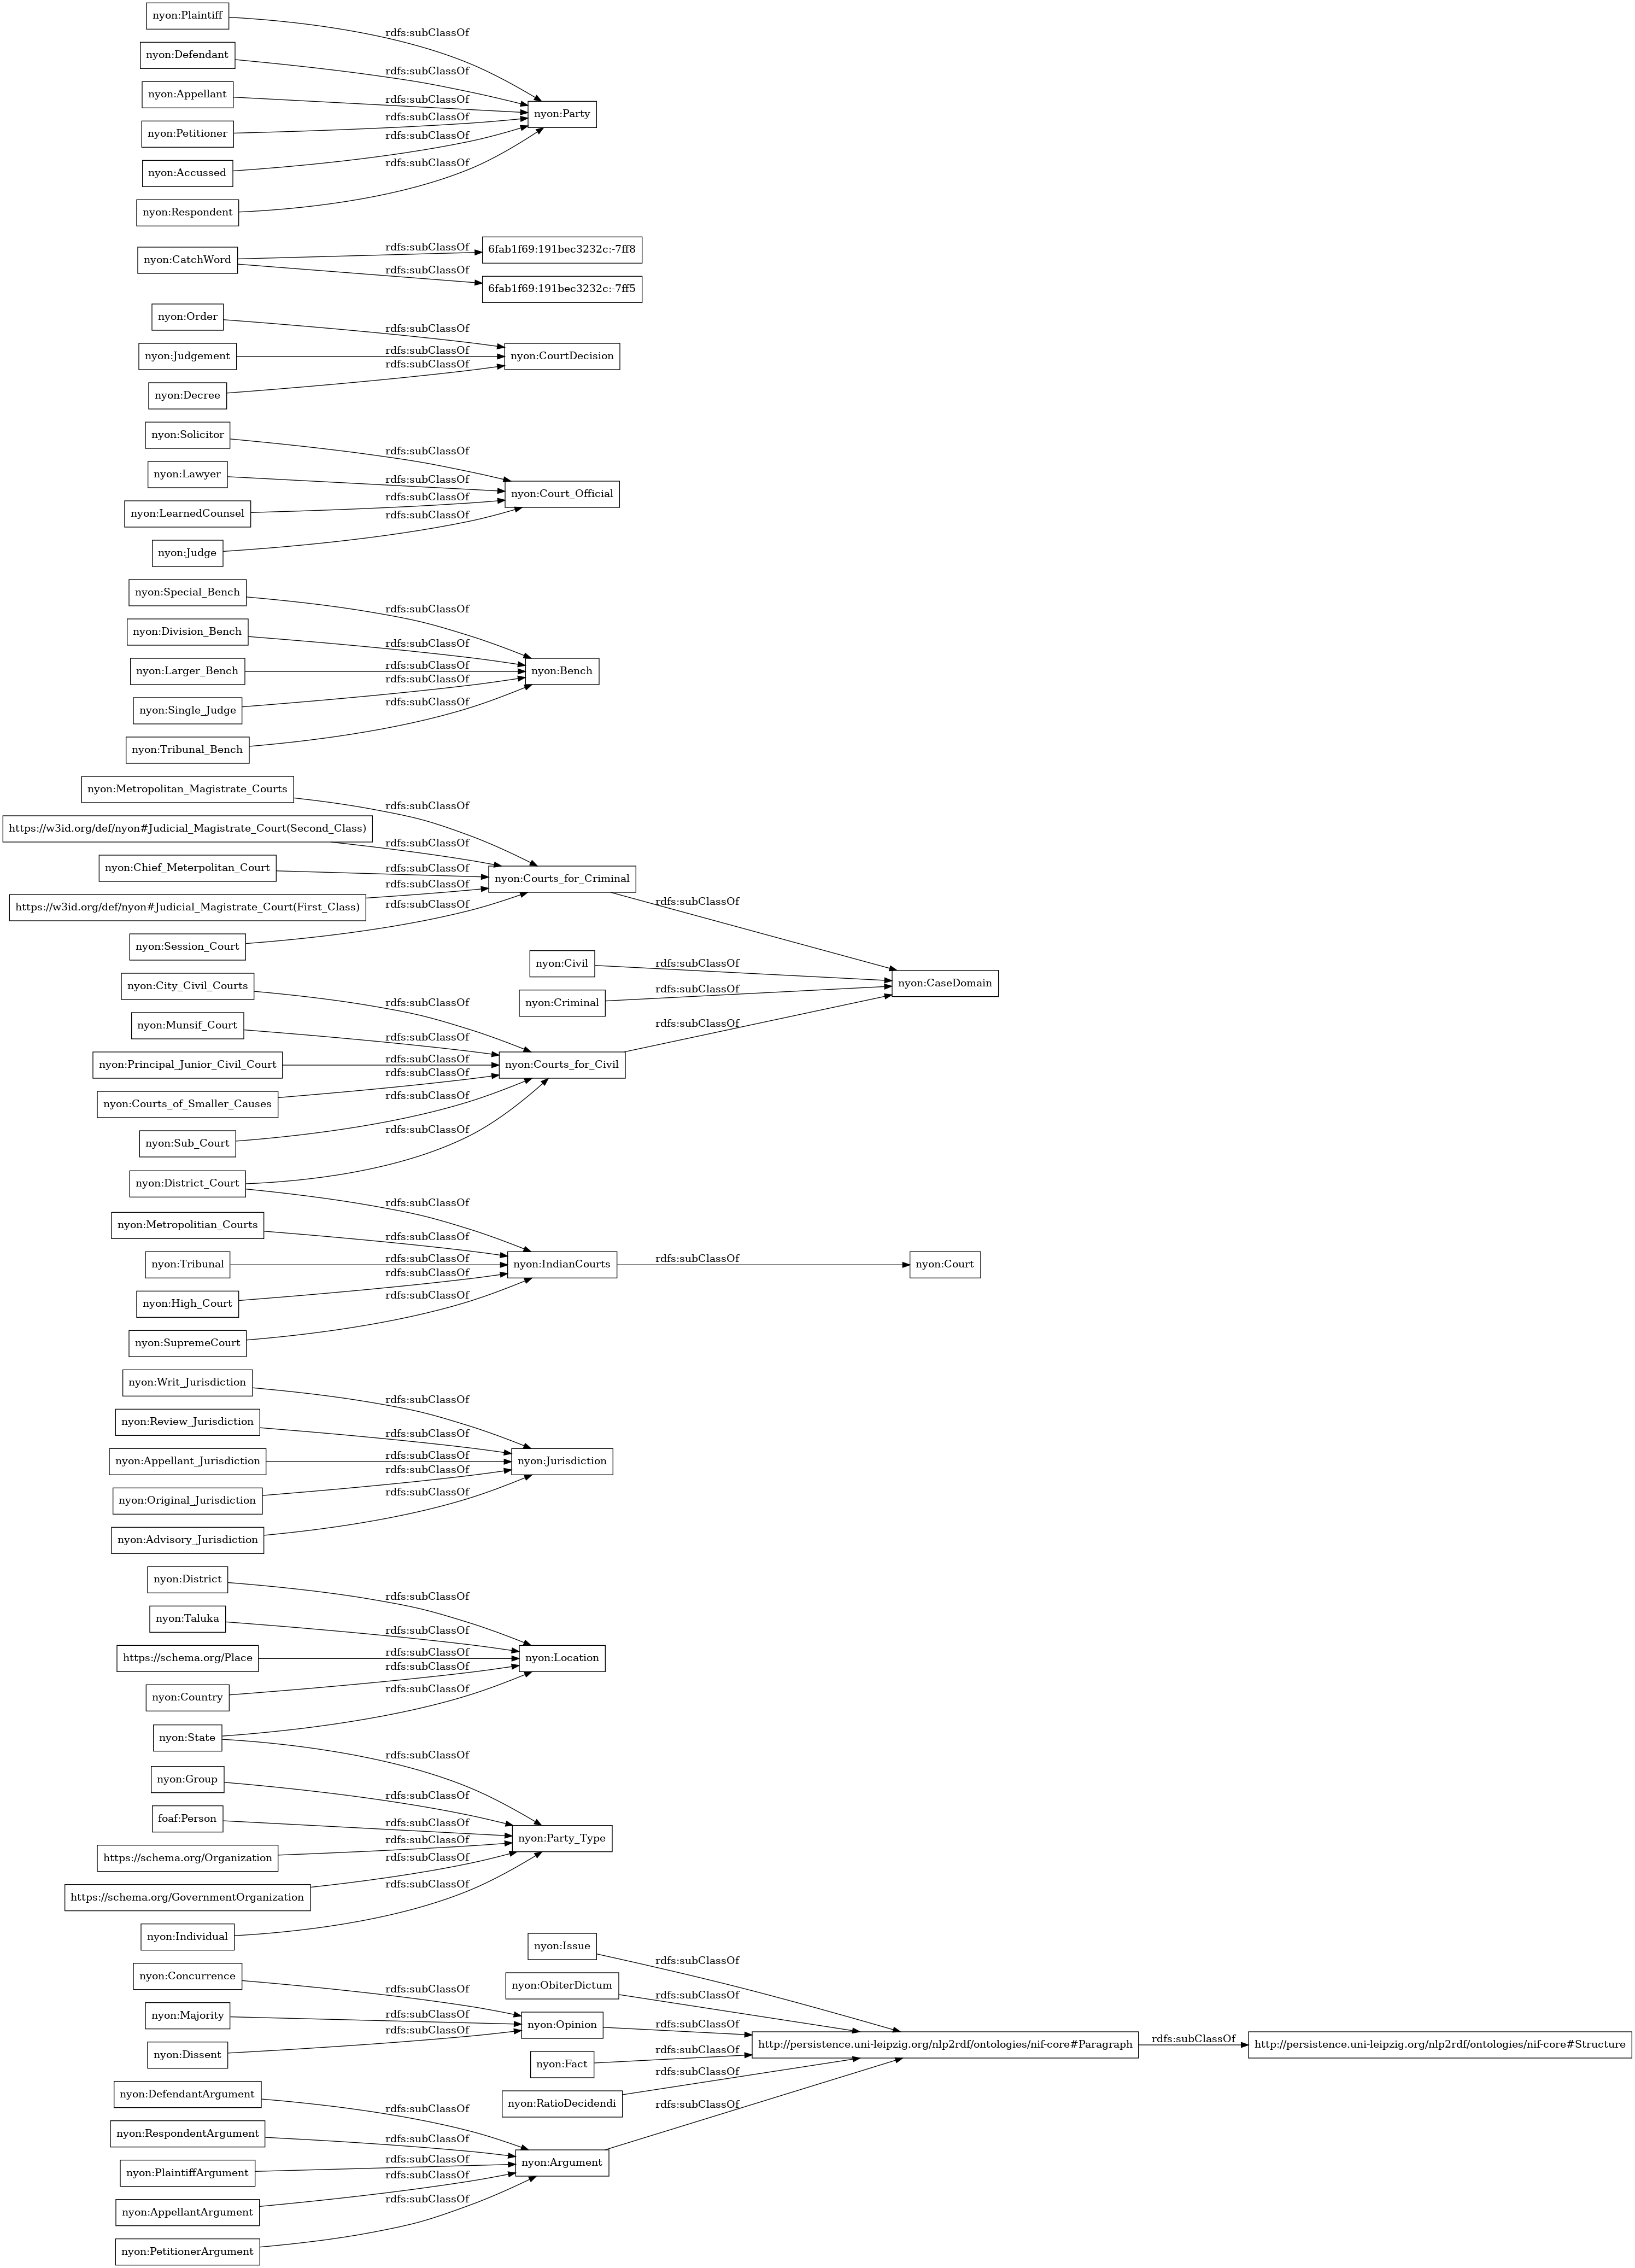 nyon:Plaintiff
rdfs:subClassOf
nyon:Defendant
rdfs:subClassOf
nyon:Appellant
rdfs:subClassOf
nyon:Party
nyon:Petitioner
rdfs:subClassOf
nyon:Accussed
rdfs:subClassOf
nyon:Respondent
rdfs:subClassOf
nyon:CatchWord
rdfs:subClassOf
6fab1f69:191bec3232c:-7ff8
rdfs:subClassOf
6fab1f69:191bec3232c:-7ff5
nyon:Order
rdfs:subClassOf
nyon:Judgement
rdfs:subClassOf
nyon:CourtDecision
nyon:Decree
rdfs:subClassOf
nyon:Solicitor
rdfs:subClassOf
nyon:Lawyer
rdfs:subClassOf
nyon:Court_Official
nyon:LearnedCounsel
rdfs:subClassOf
nyon:Judge
rdfs:subClassOf
nyon:Special_Bench
rdfs:subClassOf
nyon:Division_Bench
rdfs:subClassOf
nyon:Larger_Bench
rdfs:subClassOf
nyon:Bench
nyon:Single_Judge
rdfs:subClassOf
nyon:Tribunal_Bench
rdfs:subClassOf
nyon:Metropolitan_Magistrate_Courts
rdfs:subClassOf
https://w3id.org/def/nyon#Judicial_Magistrate_Court(Second_Class)
rdfs:subClassOf
nyon:Chief_Meterpolitan_Court
rdfs:subClassOf
nyon:Courts_for_Criminal
https://w3id.org/def/nyon#Judicial_Magistrate_Court(First_Class)
rdfs:subClassOf
nyon:Session_Court
rdfs:subClassOf
rdfs:subClassOf
nyon:Civil
rdfs:subClassOf
nyon:CaseDomain
nyon:Criminal
rdfs:subClassOf
nyon:City_Civil_Courts
rdfs:subClassOf
nyon:Munsif_Court
rdfs:subClassOf
nyon:Principal_Junior_Civil_Court
rdfs:subClassOf
nyon:Courts_for_Civil
rdfs:subClassOf
nyon:Courts_of_Smaller_Causes
rdfs:subClassOf
nyon:Sub_Court
rdfs:subClassOf
nyon:District_Court
rdfs:subClassOf
rdfs:subClassOf
nyon:Metropolitian_Courts
rdfs:subClassOf
nyon:Tribunal
rdfs:subClassOf
nyon:IndianCourts
rdfs:subClassOf
nyon:Court
nyon:High_Court
rdfs:subClassOf
nyon:SupremeCourt
rdfs:subClassOf
nyon:Writ_Jurisdiction
rdfs:subClassOf
nyon:Review_Jurisdiction
rdfs:subClassOf
nyon:Appellant_Jurisdiction
rdfs:subClassOf
nyon:Jurisdiction
nyon:Original_Jurisdiction
rdfs:subClassOf
nyon:Advisory_Jurisdiction
rdfs:subClassOf
nyon:District
rdfs:subClassOf
nyon:Taluka
rdfs:subClassOf
https://schema.org/Place
rdfs:subClassOf
nyon:Location
nyon:Country
rdfs:subClassOf
nyon:State
rdfs:subClassOf
rdfs:subClassOf
nyon:Group
rdfs:subClassOf
foaf:Person
rdfs:subClassOf
nyon:Party_Type
https://schema.org/Organization
rdfs:subClassOf
https://schema.org/GovernmentOrganization
rdfs:subClassOf
nyon:Individual
rdfs:subClassOf
nyon:Issue
rdfs:subClassOf
nyon:Concurrence
rdfs:subClassOf
nyon:ObiterDictum
rdfs:subClassOf
nyon:Majority
rdfs:subClassOf
nyon:Opinion
rdfs:subClassOf
nyon:Dissent
rdfs:subClassOf
http://persistence.uni-leipzig.org/nlp2rdf/ontologies/nif-core#Paragraph
rdfs:subClassOf
http://persistence.uni-leipzig.org/nlp2rdf/ontologies/nif-core#Structure
nyon:Fact
rdfs:subClassOf
nyon:RatioDecidendi
rdfs:subClassOf
nyon:DefendantArgument
rdfs:subClassOf
rdfs:subClassOf
nyon:RespondentArgument
rdfs:subClassOf
nyon:PlaintiffArgument
rdfs:subClassOf
nyon:Argument
nyon:AppellantArgument
rdfs:subClassOf
nyon:PetitionerArgument
rdfs:subClassOf